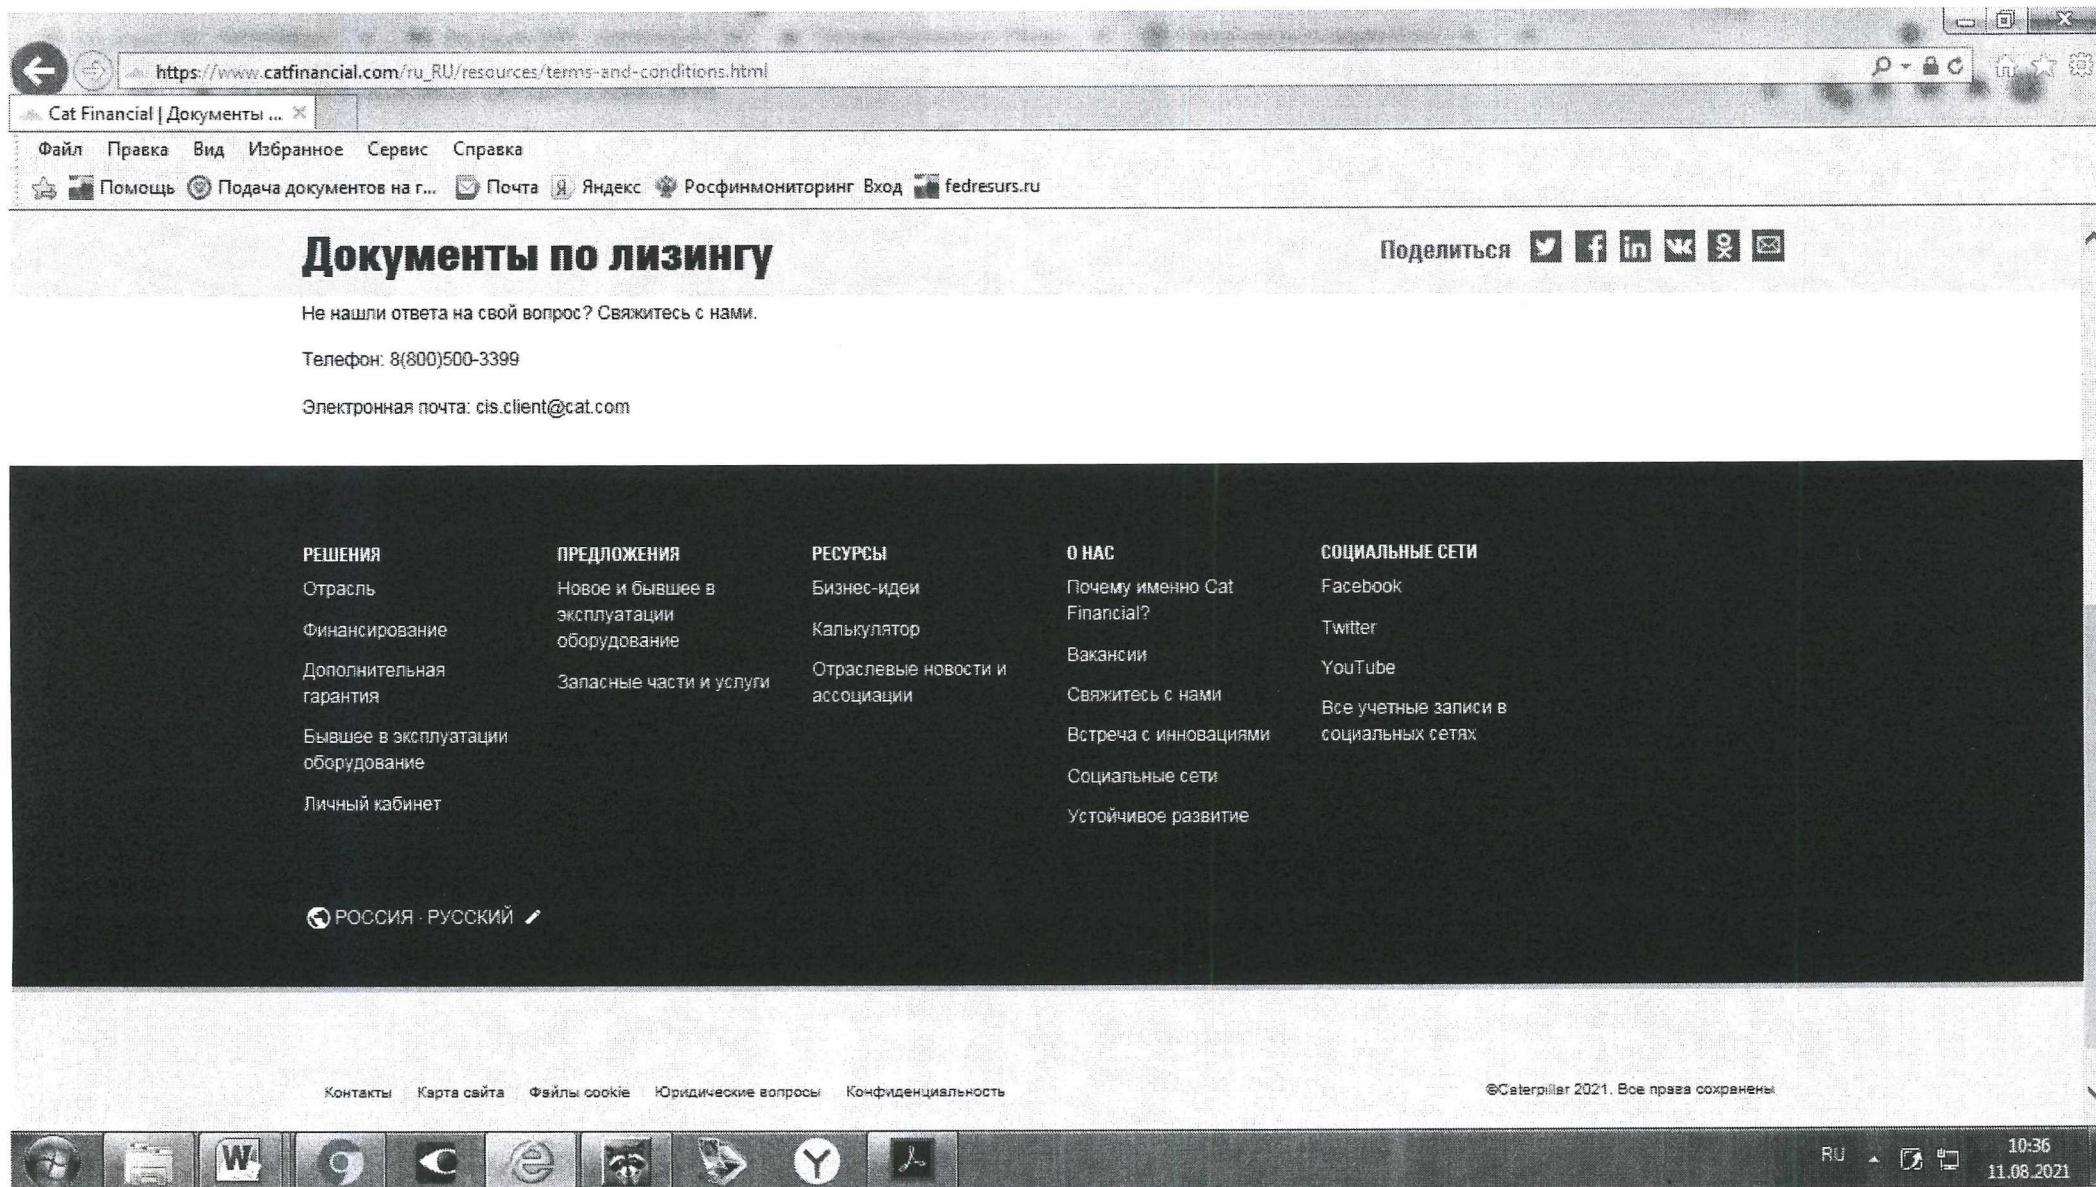 https://www.catfinancial.com/ru_RU/resources/terms-and-conditions.html
Cat Financial | Документы ...
Файл Правка Вид Избранное Сервис Справка
Помощь Подача документов на г... Почта Яндекс Росфинмониторинг Вход fedresurs.ru
Документы по лизингу
Поделиться
Не нашли ответа на свой вопрос? Свяжитесь с нами.
Телефон: 8(800)500-3399
Электронная почта: cis.client@cat.com
РЕШЕНИЯ
Отрасль
Финансирование
Дополнительная
гарантия
Бывшее в эксплуатации
оборудование
Личный кабинет
ПРЕДЛОЖЕНИЯ
Новое и бывшее в
эксплуатации
оборудование
Запасные части и услуги
РЕСУРСЫ
Бизнес-идеи
Калькулятор
Отраслевые новости и
ассоциации
О НАС
Почему именно Cat
Financial?
Вакансии
Свяжитесь с нами
Встреча с инновациями
Социальные сети
Устойчивое развитие
СОЦИАЛЬНЫЕ СЕТИ
Facebook
Twitter
YouTube
Все учетные записи в
социальных сетях
РОССИЯ - РУССКИЙ
Контакты Карта сайта Файлы cookie Юридические вопросы Конфиденциальность
©Caterpillar 2021. Все права сохранены
RU
10:36
11.08.2021